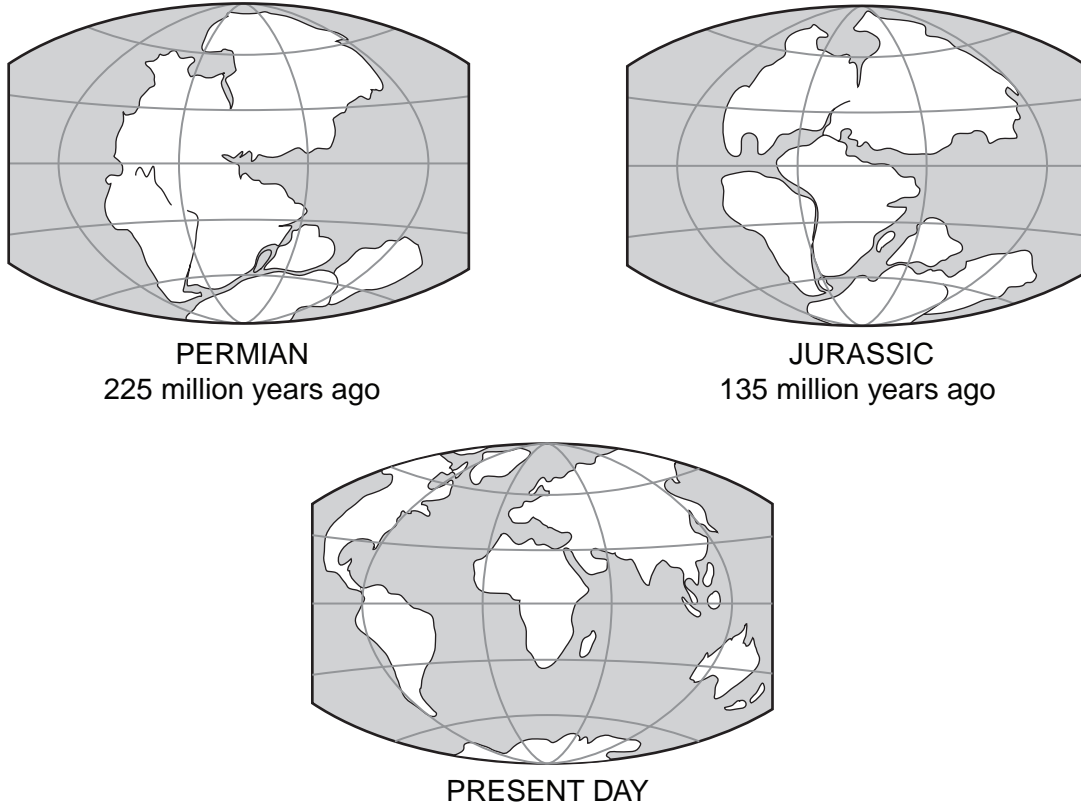 PERMIAN
225 million years ago
JURASSIC
135 million years ago
PRESENT DAY